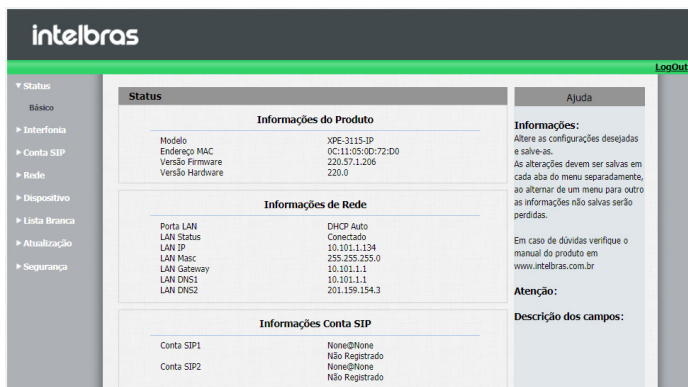 intelbras
LogOut
Status
Básico
Interfonia
Conta SIP
Rede
Dispositivo
Lista Branca
Atualização
Segurança
Status
Informações do Produto
Modelo XPE-3115-IP
Endereço MAC 0C:11:05:0D:72:D0
Versão Firmware 220.57.1.206
Versão Hardware 220.0
Informações de Rede
Porta LAN DHCP Auto
LAN Status Conectado
LAN IP 10.101.1.134
LAN Masc 255.255.255.0
LAN Gateway 10.101.1.1
LAN DNS1 10.101.1.1
LAN DNS2 201.159.154.3
Informações Conta SIP
Conta SIP1 None@None
Não Registrado
Conta SIP2 None@None
Não Registrado
Ajuda
Informações:
Altere as configurações desejadas
e salve-as.
As alterações devem ser salvas em
cada aba do menu separadamente,
ao alternar de um menu para outro
as informações não salvas serão
perdidas.
Em caso de dúvidas verifique o
manual do produto em
www.intelbras.com.br
Atenção:
Descrição dos campos: